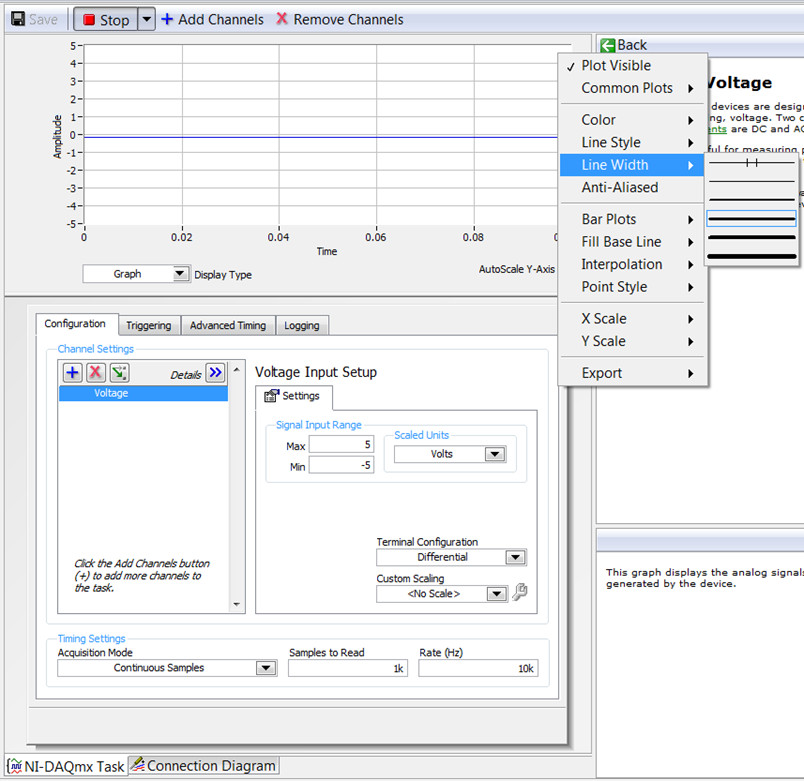 Save Stop Add Channels Remove Channels
5
4
3
2
1
0
-1
-2
-3
-4
-5
Amplitude
0 0.02 0.04 0.06 0.08
Time
Graph Display Type AutoScale Y-Axis
Back
Plot Visible
Common Plots
Color
Line Style
Line Width
Anti-Aliased
Bar Plots
Fill Base Line
Interpolation
Point Style
X Scale
Y Scale
Export
Voltage
devices are
voltage. Two
are DC and
for measuring
Configuration Triggering Advanced Timing Logging
Channel Settings
Details
Voltage
Click the Add Channels button
(+) to add more channels to
the task.
Voltage Input Setup
Settings
Signal Input Range
Max 5
Min -5
Scaled Units
Volts
Terminal Configuration
Differential
Custom Scaling
<No Scale>
Timing Settings
Acquisition Mode Samples to Read Rate (Hz)
Continuous Samples 1k 10k
This graph displays the analog signals
generated by the device.
NI-DAQmx Task Connection Diagram